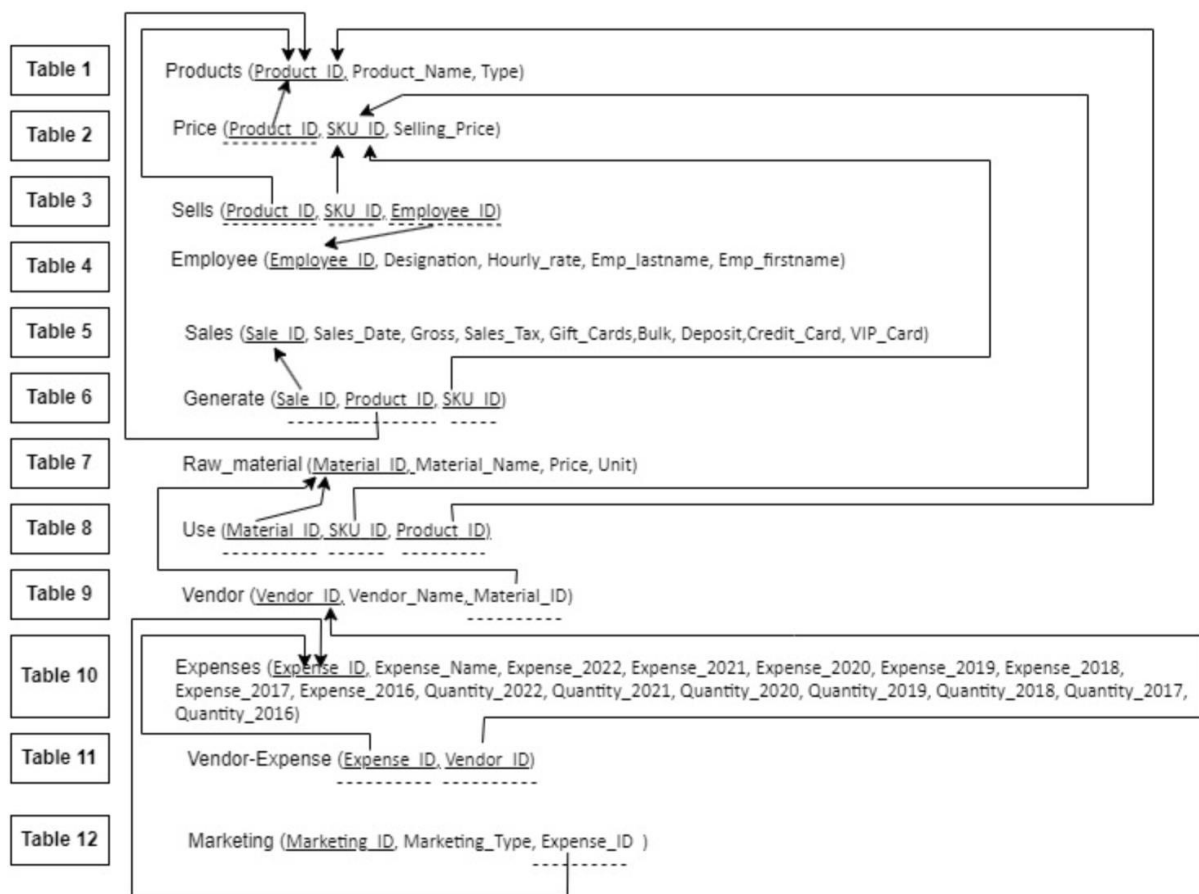 Table 1
Products (Product_ID, Product_Name, Type)
Table 2
Price (Product_ID, SKU_ID, Selling_Price)
Table 3
Sells (Product_ID, SKU_ID, Employee_ID)
Table 4
Employee (Employee_ID, Designation, Hourly_rate, Emp_lastname, Emp_firstname)
Table 5
Sales (Sale_ID, Sales_Date, Gross, Sales_Tax, Gift_Cards,Bulk, Deposit,Credit_Card, VIP_Card)
Table 6
Generate (Sale_ID, Product_ID, SKU_ID)
Table 7
Raw_material (Material_ID, Material_Name, Price, Unit)
Table 8
Use (Material_ID, SKU_ID, Product_ID)
Table 9
Vendor (Vendor_ID, Vendor_Name, Material_ID)
Table 10
Expenses (Expense_ID, Expense_Name, Expense_2022, Expense_2021, Expense_2020, Expense_2019, Expense_2018,
Expense_2017, Expense_2016, Quantity_2022, Quantity_2021, Quantity_2020, Quantity_2019, Quantity_2018, Quantity_2017,
Quantity_2016)
Table 11
Vendor-Expense (Expense_ID, Vendor_ID)
Table 12
Marketing (Marketing_ID, Marketing_Type, Expense_ID )